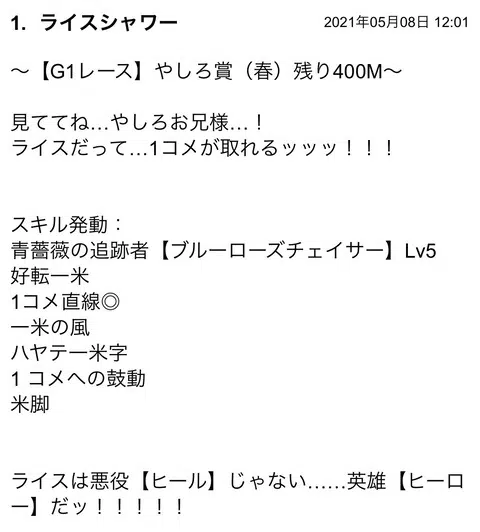 1. ライスシャワー 2021年05月08日 12:01
～【G1レース】やしろ賞（春）残り400M～
見ててね…やしろお兄様…！
ライスだって…1コメが取れるッッッ！！！
スキル発動：
青薔薇の追跡者【ブルーローズチェイサー】Lv5
好転一米
1コメ直線◎
一米の風
ハヤテ一米字
1 コメへの鼓動
米脚
ライスは悪役【ヒール】じゃない……英雄【ヒーロ
ー】だッ！！！！！